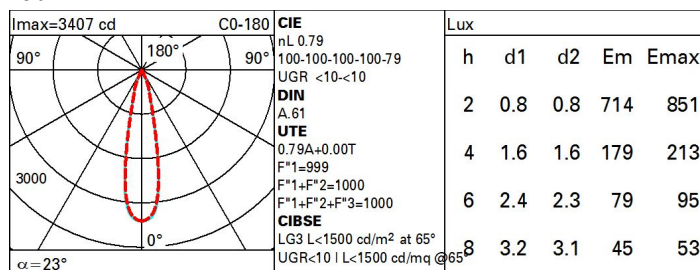 Imax=3407 cd C0-180
90° 180° 90°
3000
0°
α=23°
CIE
nL 0.79
100-100-100-100-79
UGR <10-<10
DIN
A.61
UTE
0.79A+0.00T
F"1=999
F"1+F"2=1000
F"1+F"2+F"3=1000
CIBSE
LG3 L<1500 cd/m² at 65°
UGR<10 | L<1500 cd/mq @65°
Lux
h d1 d2 Em Emax
2 0.8 0.8 714 851
4 1.6 1.6 179 213
6 2.4 2.3 79 95
8 3.2 3.1 45 53